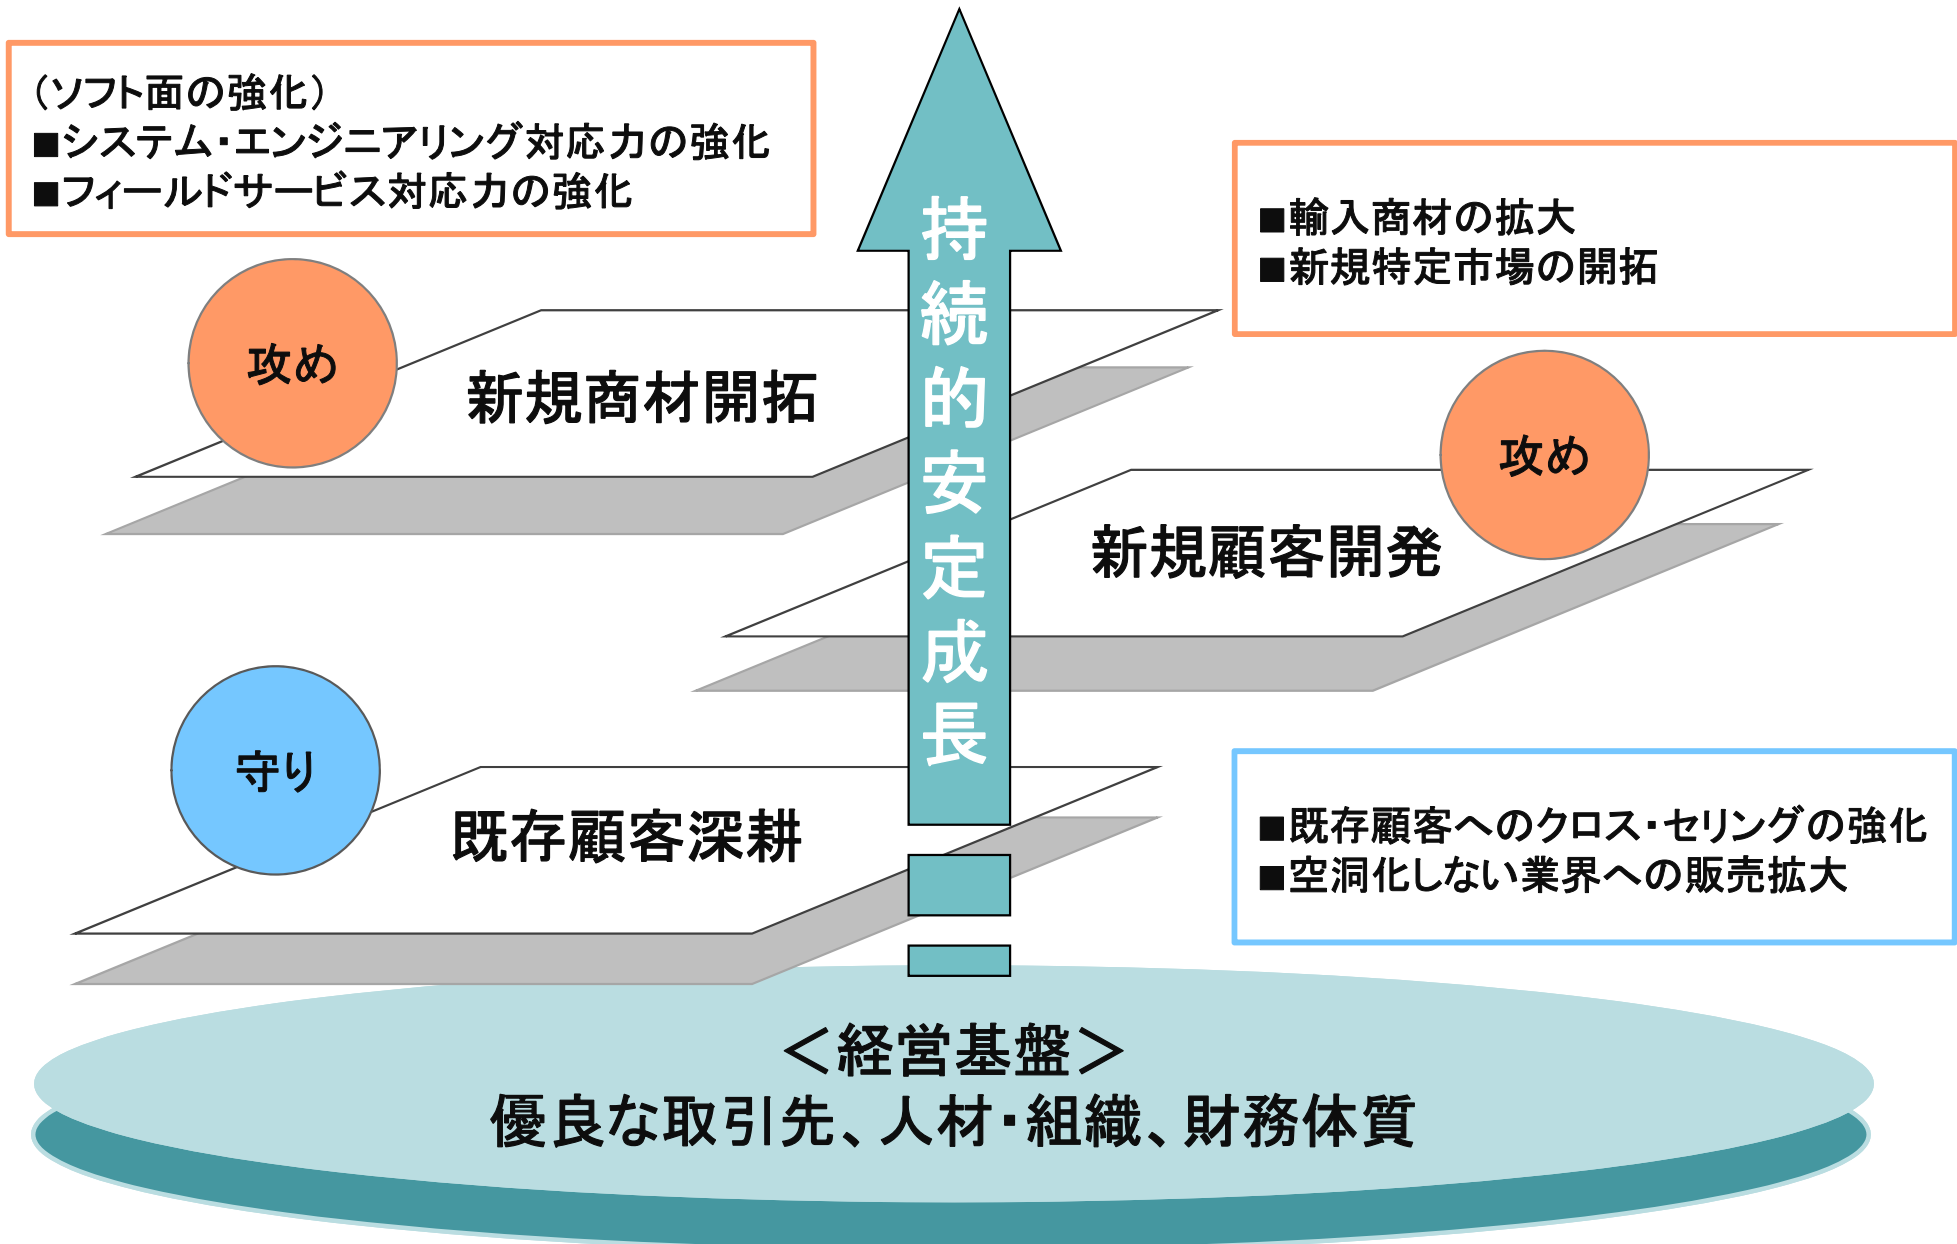 （ソフト面の強化）
■システム・エンジニアリング対応力の強化
■フィールドサービス対応力の強化
■輸入商材の拡大
■新規特定市場の開拓
攻め
新規商材開拓
持続的安定成長
攻め
新規顧客開発
守り
既存顧客深耕
■既存顧客へのクロス・セリングの強化
■空洞化しない業界への販売拡大
＜経営基盤＞
優良な取引先、人材・組織、財務体質